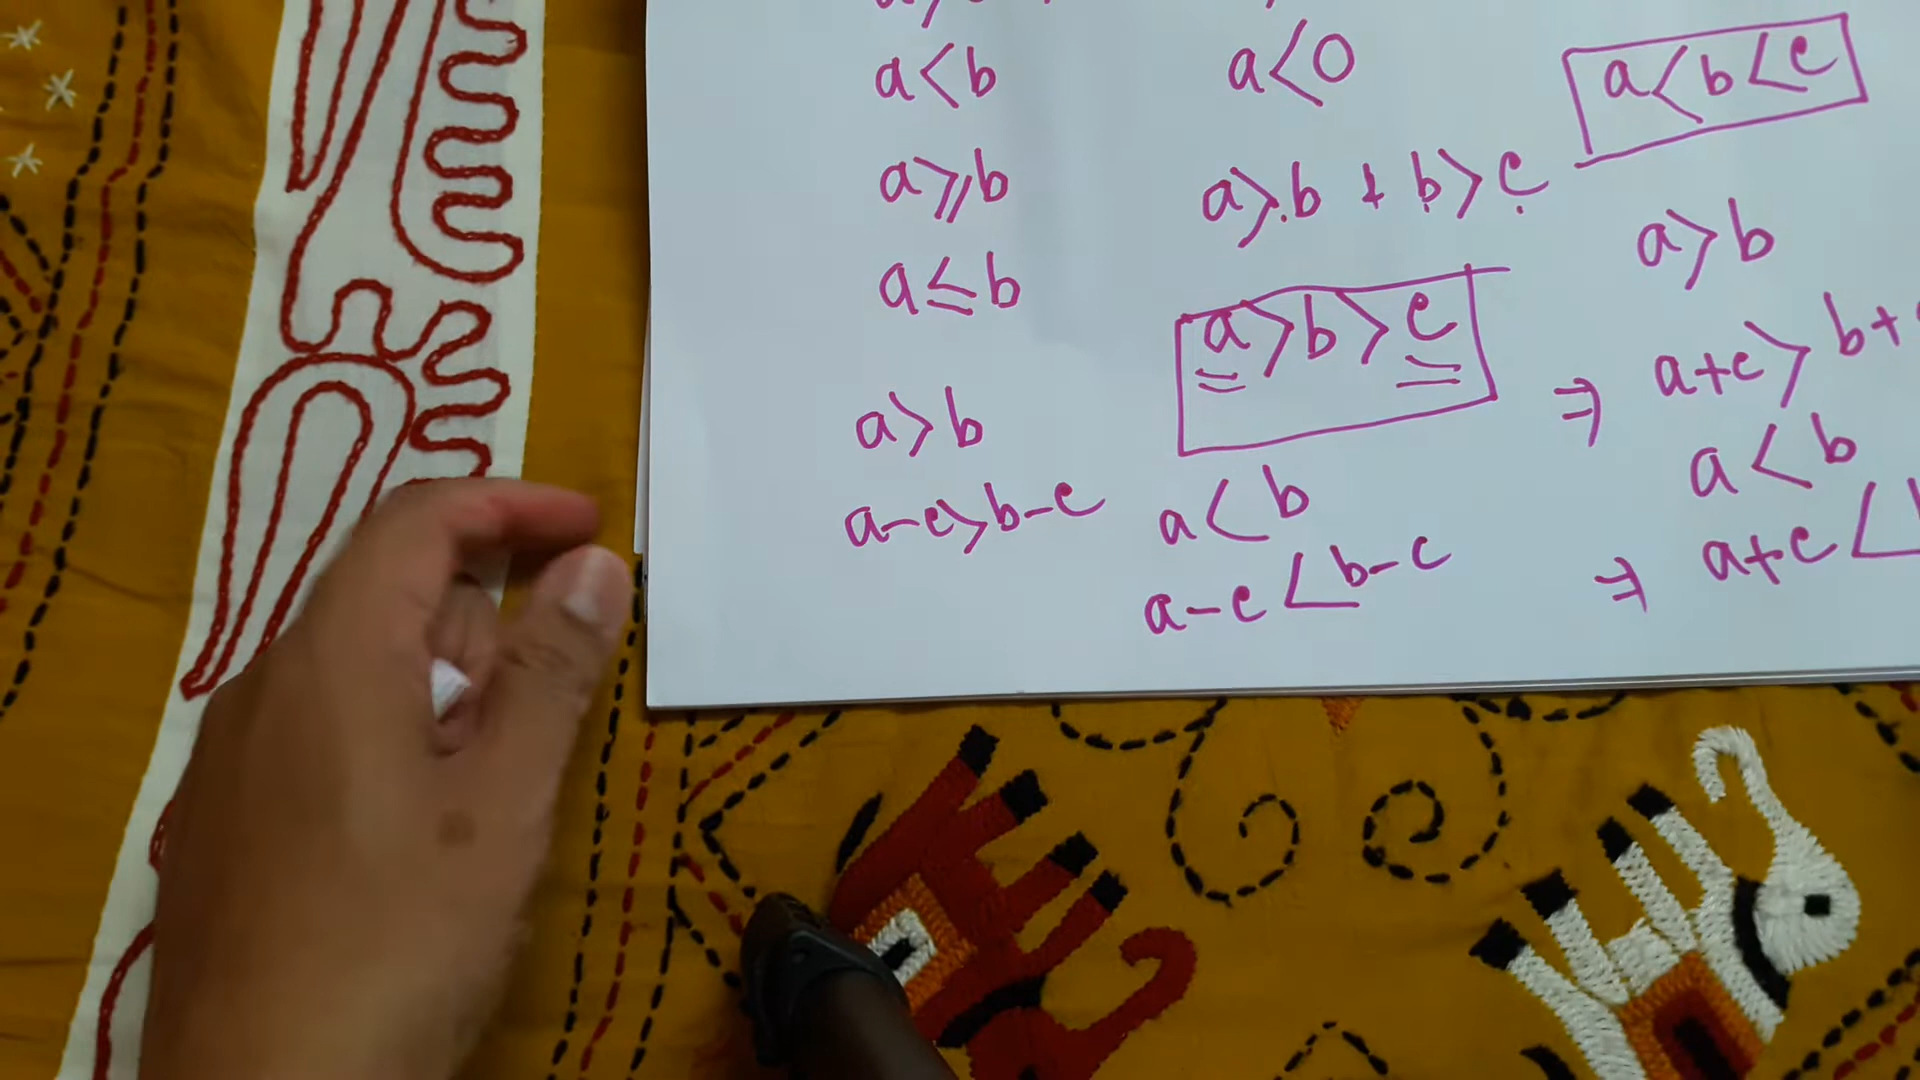 a<b
a⩾b
a≤b
a>b
a-c>b-c
a<0
a>b + b>c
a>b>c
a<b
a-c<b-c
a<b<c
a>b
⇒ a+c>b+
a<b
⇒ a+c<